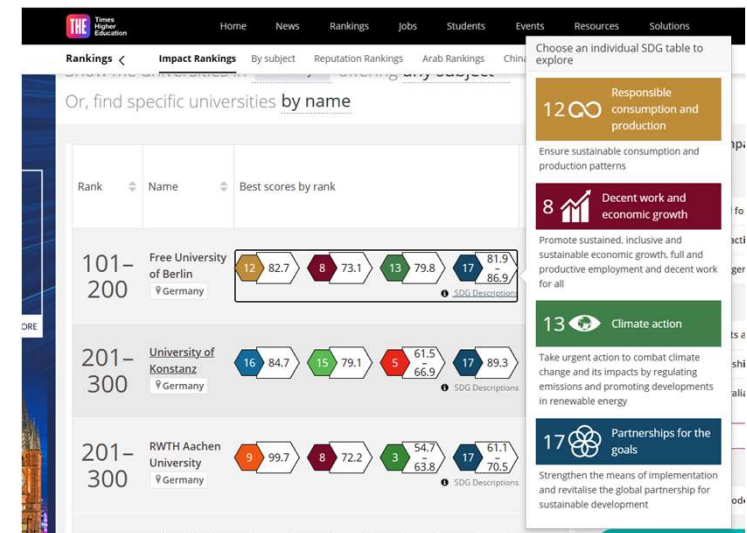 THE Times Higher Education
Home News Rankings Jobs Students Events Resources Solutions
Rankings Impact Rankings By subject Reputation Rankings Arab Rankings China
Show the universities in offering any subject
Or, find specific universities by name
Rank Name Best scores by rank
101–200
Free University of Berlin
Germany
12 82.7 8 73.1 13 79.8 17 81.9–86.9
SDG Descriptions
201–300
University of Konstanz
Germany
16 84.7 15 79.1 5 61.5–66.9 17 89.3
SDG Descriptions
201–300
RWTH Aachen University
Germany
9 99.7 8 72.2 3 54.7–63.8 17 61.1–70.5
SDG Descriptions
Choose an individual SDG table to
explore
12 Responsible
consumption and
production
Ensure sustainable consumption and
production patterns
8 Decent work and
economic growth
Promote sustained, inclusive and
sustainable economic growth, full and
productive employment and decent work
for all
13 Climate action
Take urgent action to combat climate
change and its impacts by regulating
emissions and promoting developments
in renewable energy
17 Partnerships for the
goals
Strengthen the means of implementation
and revitalise the global partnership for
sustainable development